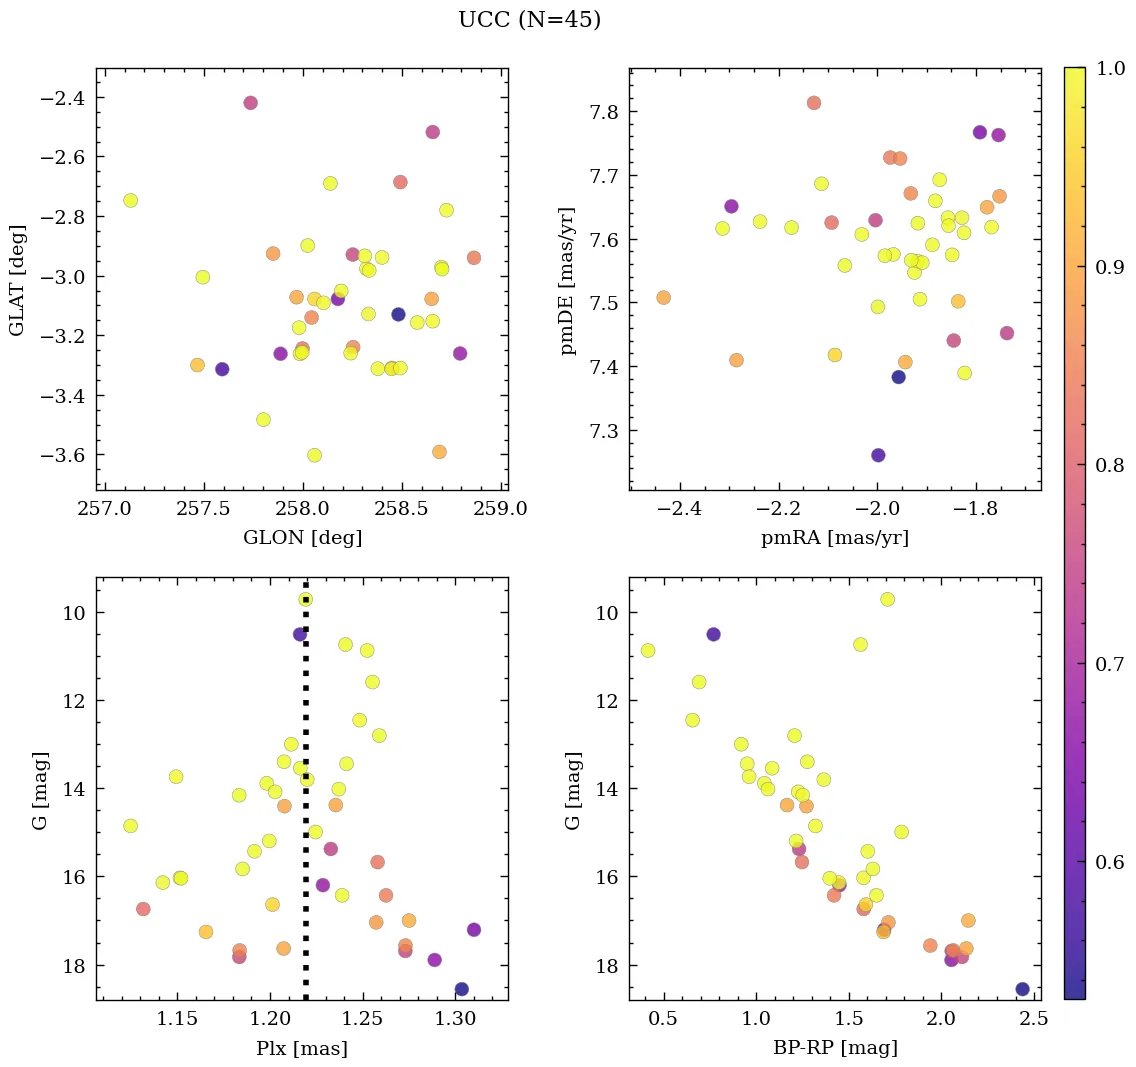 UCC (N=45)
−2.4
−2.6
−2.8
−3.0
−3.2
−3.4
−3.6
GLAT [deg]
257.0 257.5 258.0 258.5 259.0
GLON [deg]
7.8
7.7
7.6
7.5
7.4
7.3
pmDE [mas/yr]
−2.4 −2.2 −2.0 −1.8
pmRA [mas/yr]
10
12
14
16
18
G [mag]
1.15 1.20 1.25 1.30
Plx [mas]
10
12
14
16
18
G [mag]
0.5 1.0 1.5 2.0 2.5
BP-RP [mag]
1.0
0.9
0.8
0.7
0.6